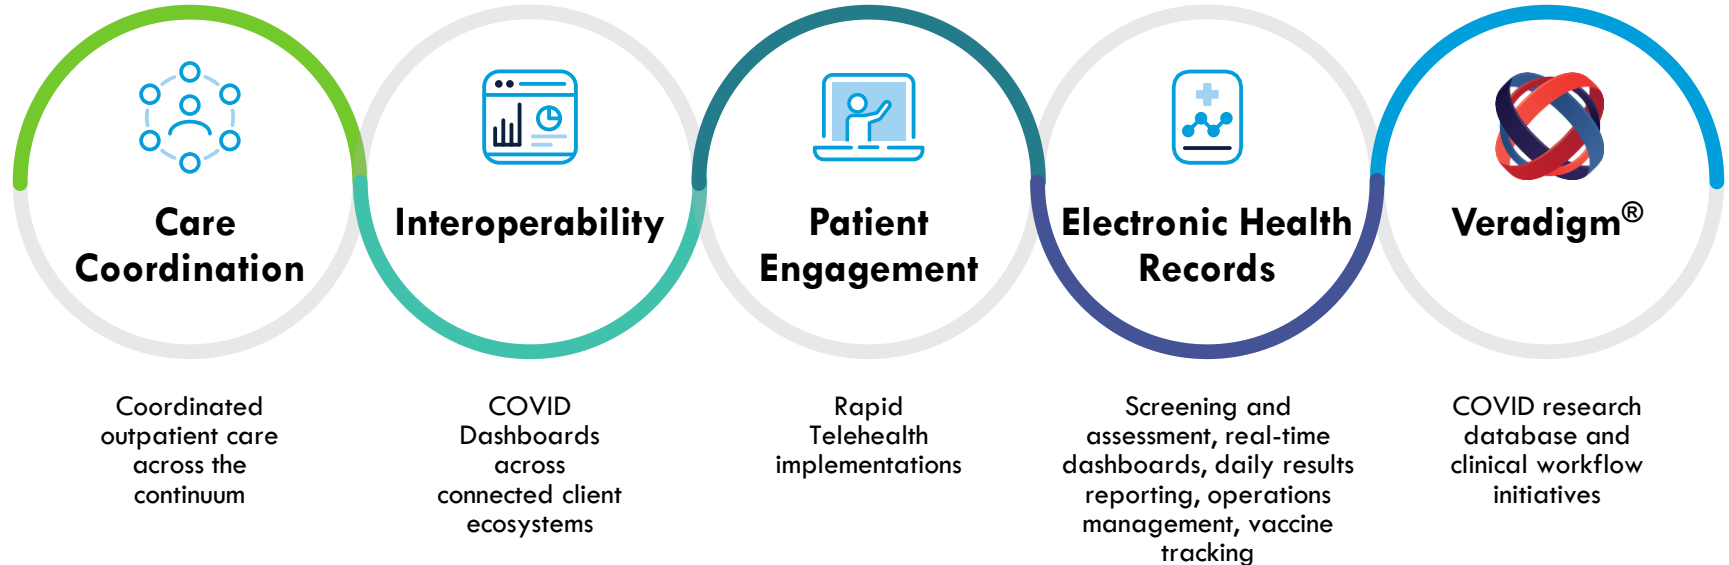 Care
Coordination
Interoperability
Patient
Engagement
Electronic Health
Records
Veradigm®
Coordinated
outpatient care
across the
continuum
COVID
Dashboards
across
connected client
ecosystems
Rapid
Telehealth
implementations
Screening and
assessment, real-time
dashboards, daily results
reporting, operations
management, vaccine
tracking
COVID research
database and
clinical workflow
initiatives